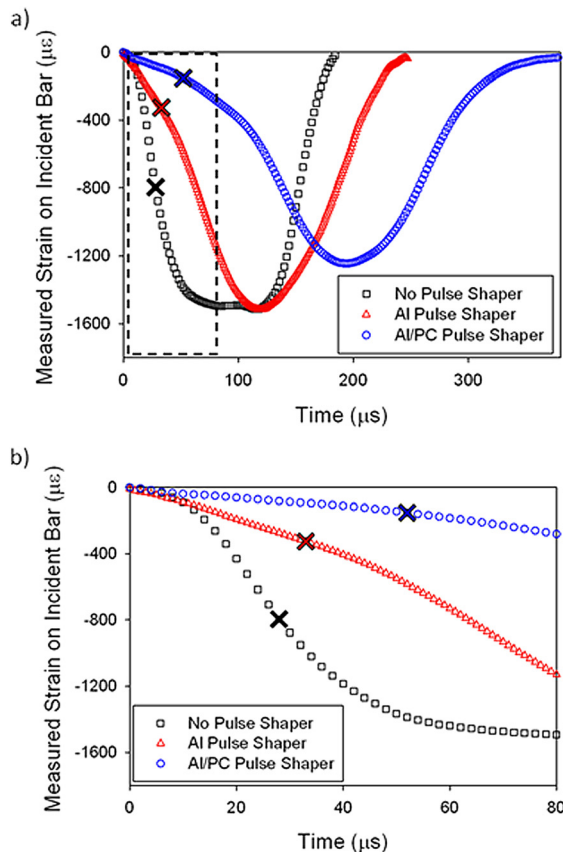 a)
0
-400
-800
-1200
-1600
Measured Strain on Incident Bar (με)
No Pulse Shaper
Al Pulse Shaper
Al/PC Pulse Shaper
0 100 200 300
Time (μs)
b)
0
-400
-800
-1200
-1600
Measured Strain on Incident Bar (με)
No Pulse Shaper
Al Pulse Shaper
Al/PC Pulse Shaper
0 20 40 60 80
Time (μs)